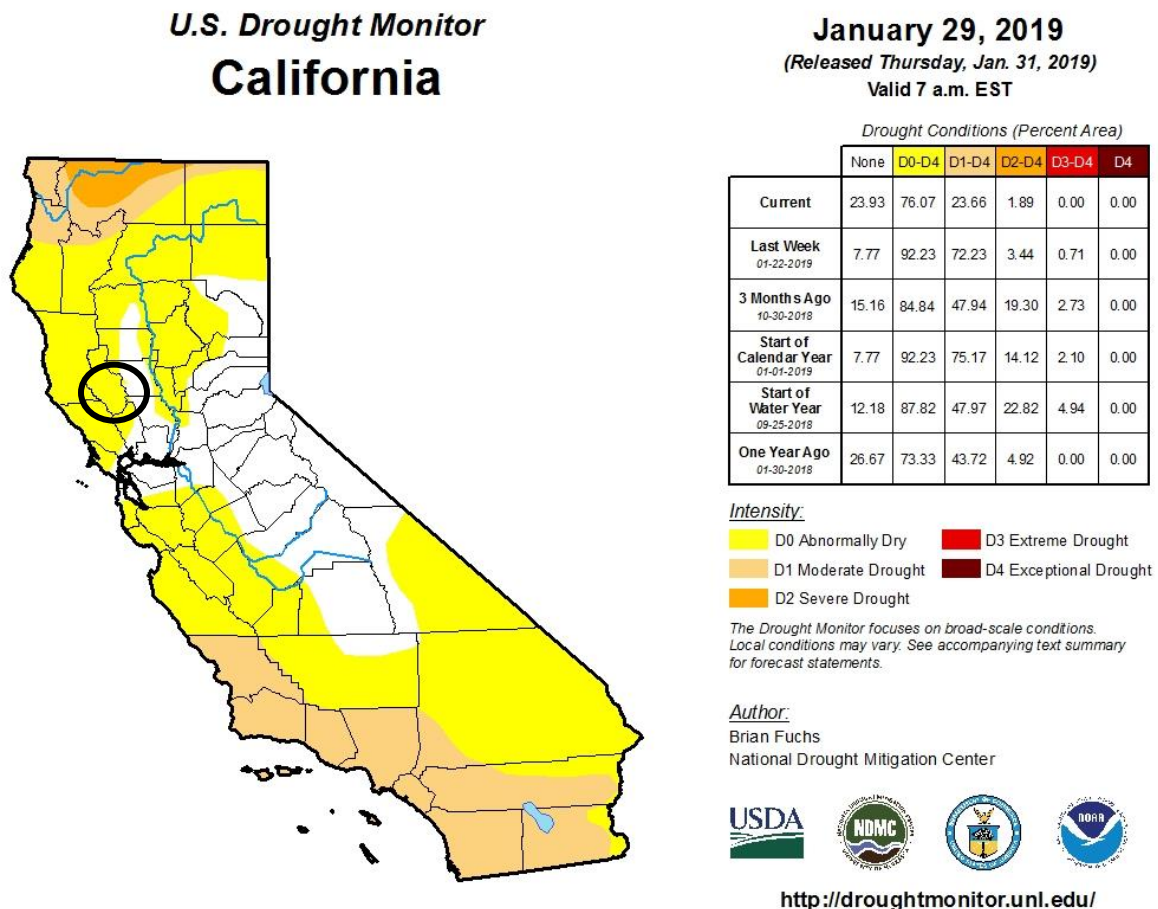 U.S. Drought Monitor
California
January 29, 2019
(Released Thursday, Jan. 31, 2019)
Valid 7 a.m. EST
Drought Conditions (Percent Area)
None D0-D4 D1-D4 D2-D4 D3-D4 D4
Current 23.93 76.07 23.66 1.89 0.00 0.00
Last Week
01-22-2019
7.77 92.23 72.23 3.44 0.71 0.00
3 Months Ago
10-30-2018
15.16 84.84 47.94 19.30 2.73 0.00
Start of
Calendar Year
01-01-2019
7.77 92.23 75.17 14.12 2.10 0.00
Start of
Water Year
09-25-2018
12.18 87.82 47.97 22.82 4.94 0.00
One Year Ago
01-30-2018
26.67 73.33 43.72 4.92 0.00 0.00
Intensity:
D0 Abnormally Dry
D1 Moderate Drought
D2 Severe Drought
D3 Extreme Drought
D4 Exceptional Drought
The Drought Monitor focuses on broad-scale conditions.
Local conditions may vary. See accompanying text summary
for forecast statements.
Author:
Brian Fuchs
National Drought Mitigation Center
USDA
NDMC
NOAA
http://droughtmonitor.unl.edu/